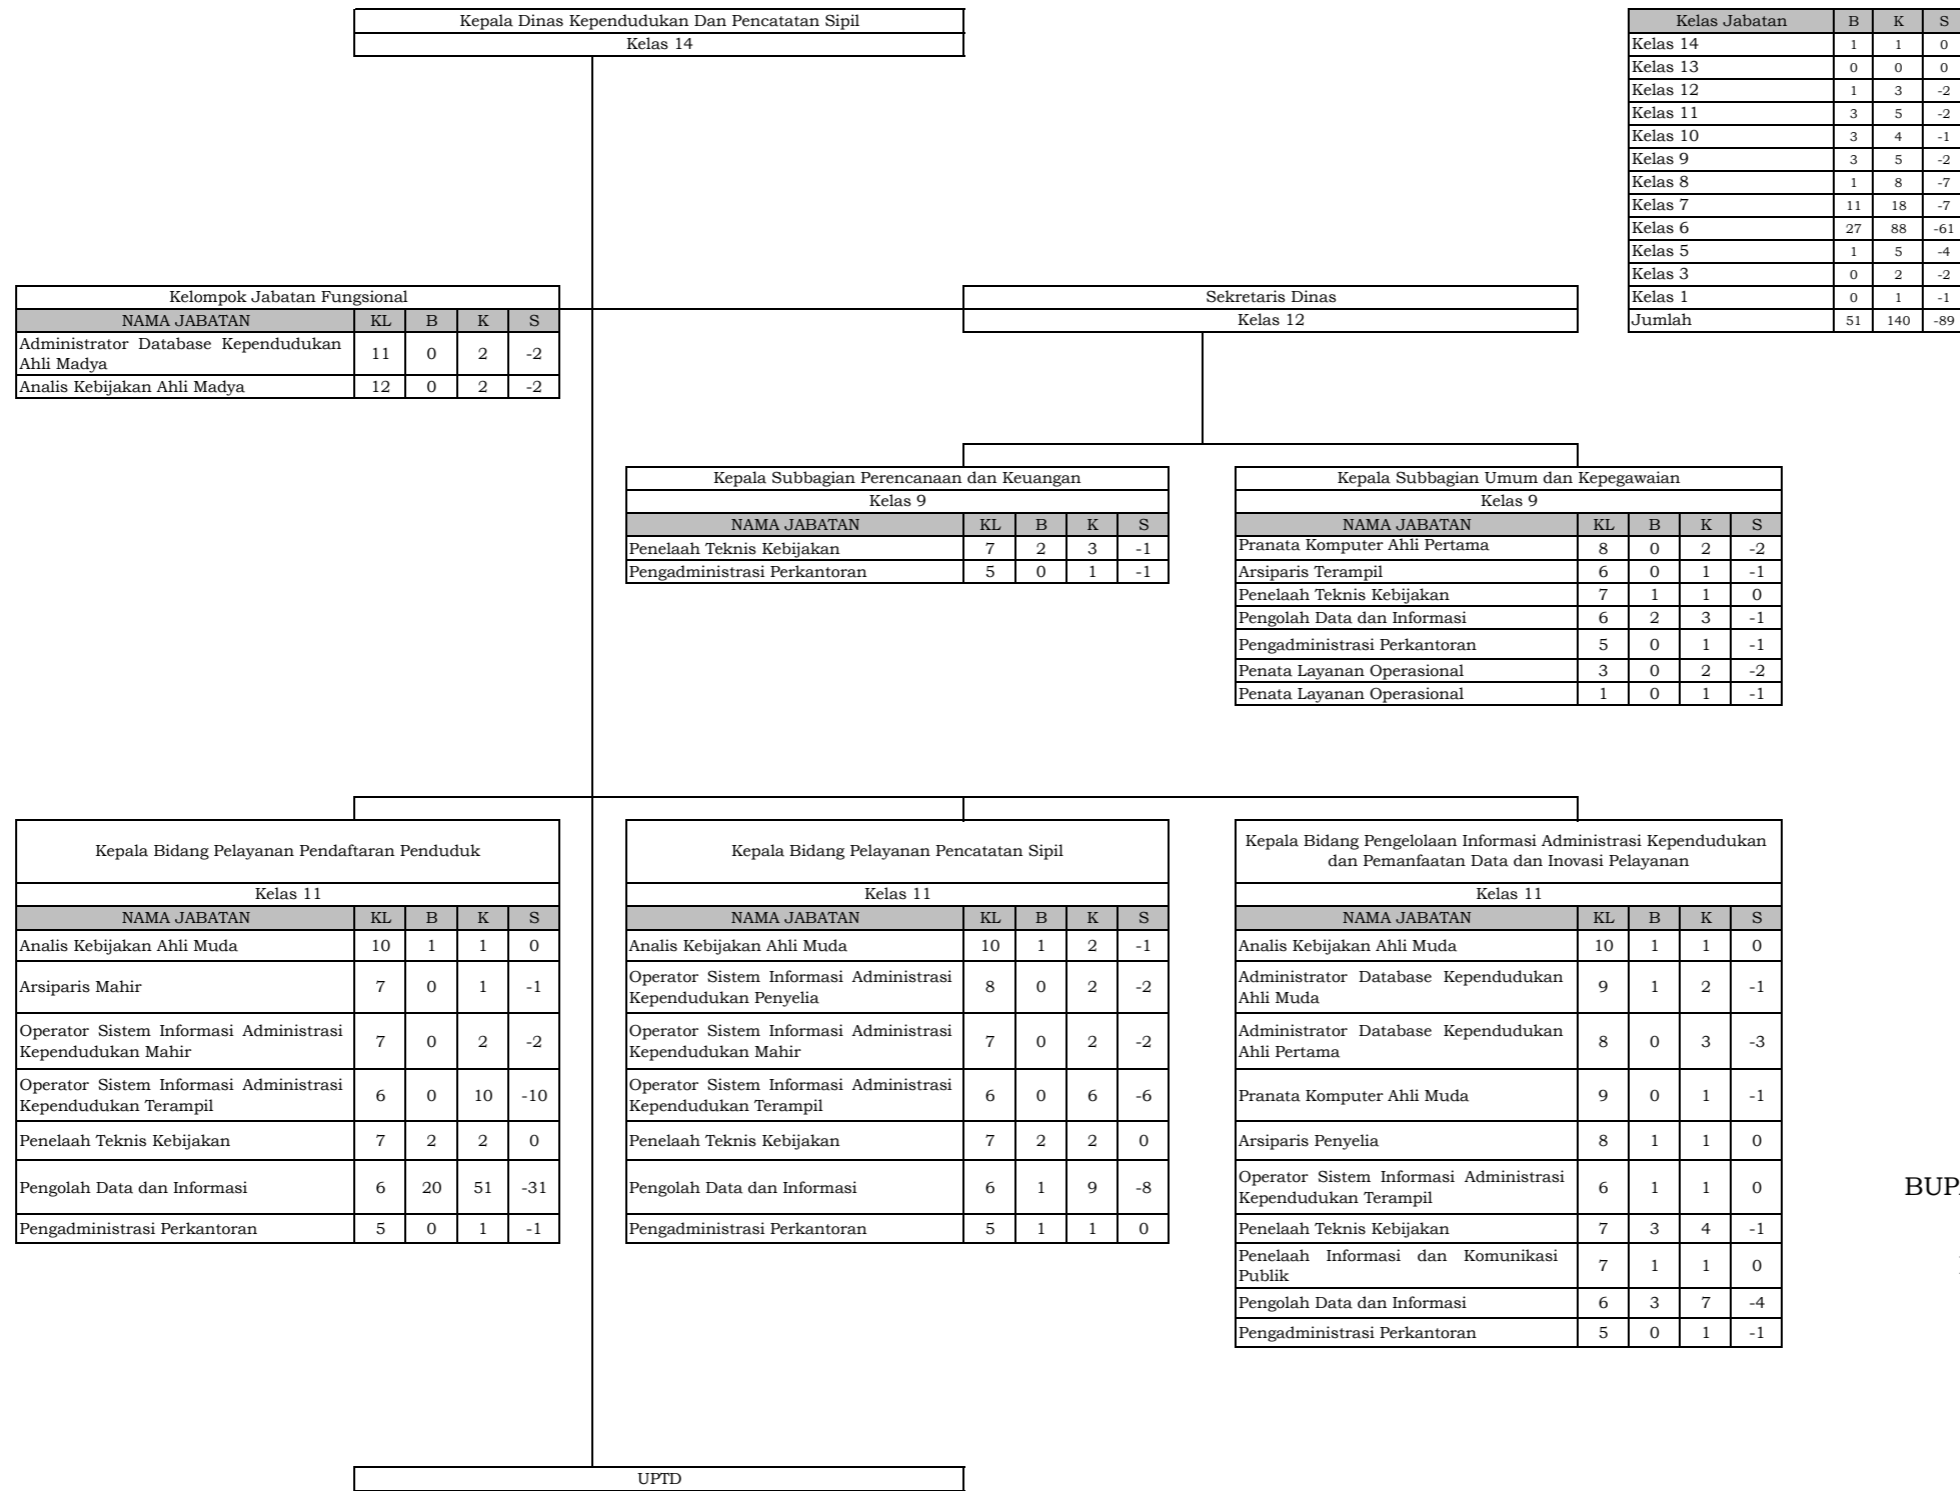 Kepala Dinas Kependudukan Dan Pencatatan Sipil
Kelas 14
Kelas Jabatan B K S
Kelas 14 1 1 0
Kelas 13 0 0 0
Kelas 12 1 3 -2
Kelas 11 3 5 -2
Kelas 10 3 4 -1
Kelas 9 3 5 -2
Kelas 8 1 8 -7
Kelas 7 11 18 -7
Kelas 6 27 88 -61
Kelas 5 1 5 -4
Kelas 3 0 2 -2
Kelas 1 0 1 -1
Jumlah 51 140 -89
Kelompok Jabatan Fungsional
NAMA JABATAN KL B K S
Administrator Database Kependudukan
Ahli Madya 11 0 2 -2
Analis Kebijakan Ahli Madya 12 0 2 -2
Sekretaris Dinas
Kelas 12
Kepala Subbagian Perencanaan dan Keuangan
Kelas 9
NAMA JABATAN KL B K S
Penelaah Teknis Kebijakan 7 2 3 -1
Pengadministrasi Perkantoran 5 0 1 -1
Kepala Subbagian Umum dan Kepegawaian
Kelas 9
NAMA JABATAN KL B K S
Pranata Komputer Ahli Pertama 8 0 2 -2
Arsiparis Terampil 6 0 1 -1
Penelaah Teknis Kebijakan 7 1 1 0
Pengolah Data dan Informasi 6 2 3 -1
Pengadministrasi Perkantoran 5 0 1 -1
Penata Layanan Operasional 3 0 2 -2
Penata Layanan Operasional 1 0 1 -1
Kepala Bidang Pelayanan Pendaftaran Penduduk
Kelas 11
NAMA JABATAN KL B K S
Analis Kebijakan Ahli Muda 10 1 1 0
Arsiparis Mahir 7 0 1 -1
Operator Sistem Informasi Administrasi
Kependudukan Mahir 7 0 2 -2
Operator Sistem Informasi Administrasi
Kependudukan Terampil 6 0 10 -10
Penelaah Teknis Kebijakan 7 2 2 0
Pengolah Data dan Informasi 6 20 51 -31
Pengadministrasi Perkantoran 5 0 1 -1
Kepala Bidang Pelayanan Pencatatan Sipil
Kelas 11
NAMA JABATAN KL B K S
Analis Kebijakan Ahli Muda 10 1 2 -1
Operator Sistem Informasi Administrasi
Kependudukan Penyelia 8 0 2 -2
Operator Sistem Informasi Administrasi
Kependudukan Mahir 7 0 2 -2
Operator Sistem Informasi Administrasi
Kependudukan Terampil 6 0 6 -6
Penelaah Teknis Kebijakan 7 2 2 0
Pengolah Data dan Informasi 6 1 9 -8
Pengadministrasi Perkantoran 5 1 1 0
Kepala Bidang Pengelolaan Informasi Administrasi Kependudukan
dan Pemanfaatan Data dan Inovasi Pelayanan
Kelas 11
NAMA JABATAN KL B K S
Analis Kebijakan Ahli Muda 10 1 1 0
Administrator Database Kependudukan
Ahli Muda 9 1 2 -1
Administrator Database Kependudukan
Ahli Pertama 8 0 3 -3
Pranata Komputer Ahli Muda 9 0 1 -1
Arsiparis Penyelia 8 1 1 0
Operator Sistem Informasi Administrasi
Kependudukan Terampil 6 1 1 0
Penelaah Teknis Kebijakan 7 3 4 -1
Penelaah Informasi dan Komunikasi
Publik 7 1 1 0
Pengolah Data dan Informasi 6 3 7 -4
Pengadministrasi Perkantoran 5 0 1 -1
UPTD